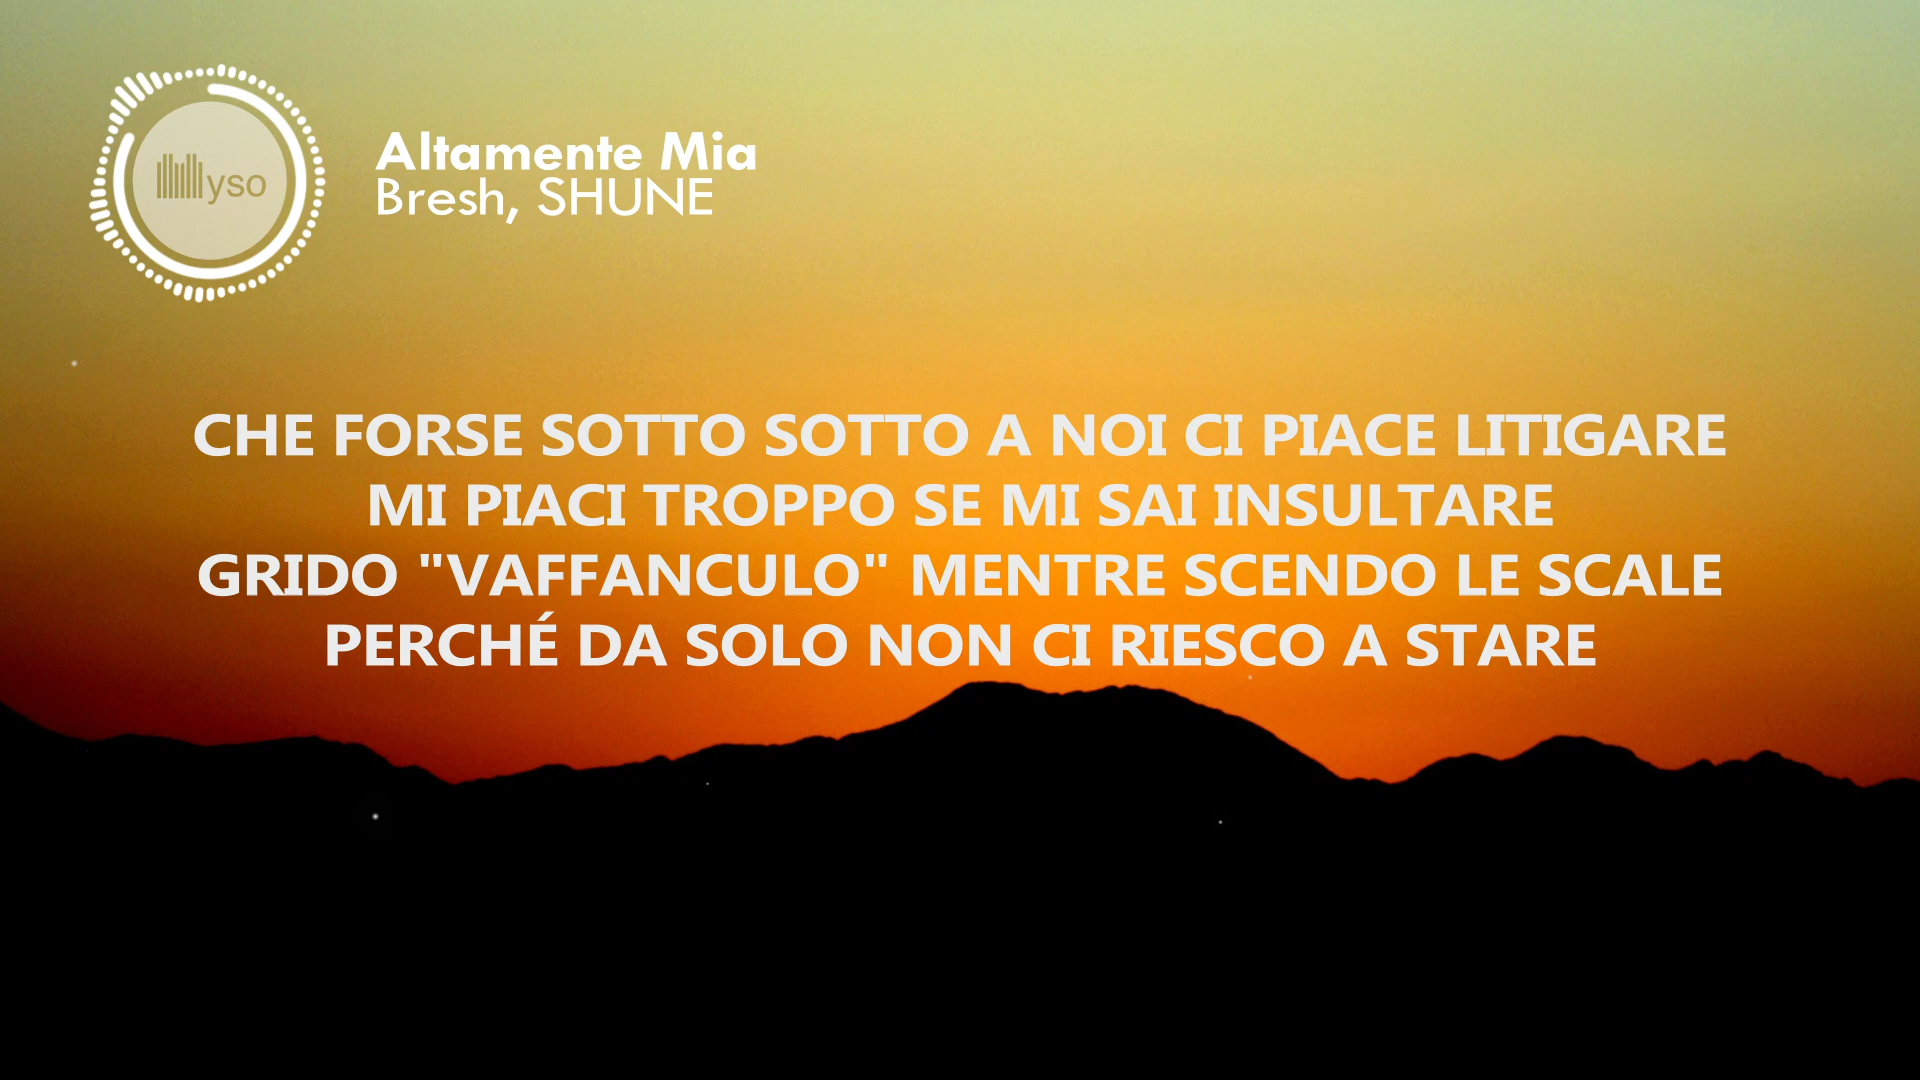 yso
Altamente Mia
Bresh, SHUNE
CHE FORSE SOTTO SOTTO A NOI CI PIACE LITIGARE
MI PIACI TROPPO SE MI SAI INSULTARE
GRIDO "VAFFANCULO" MENTRE SCENDO LE SCALE
PERCHÉ DA SOLO NON CI RIESCO A STARE